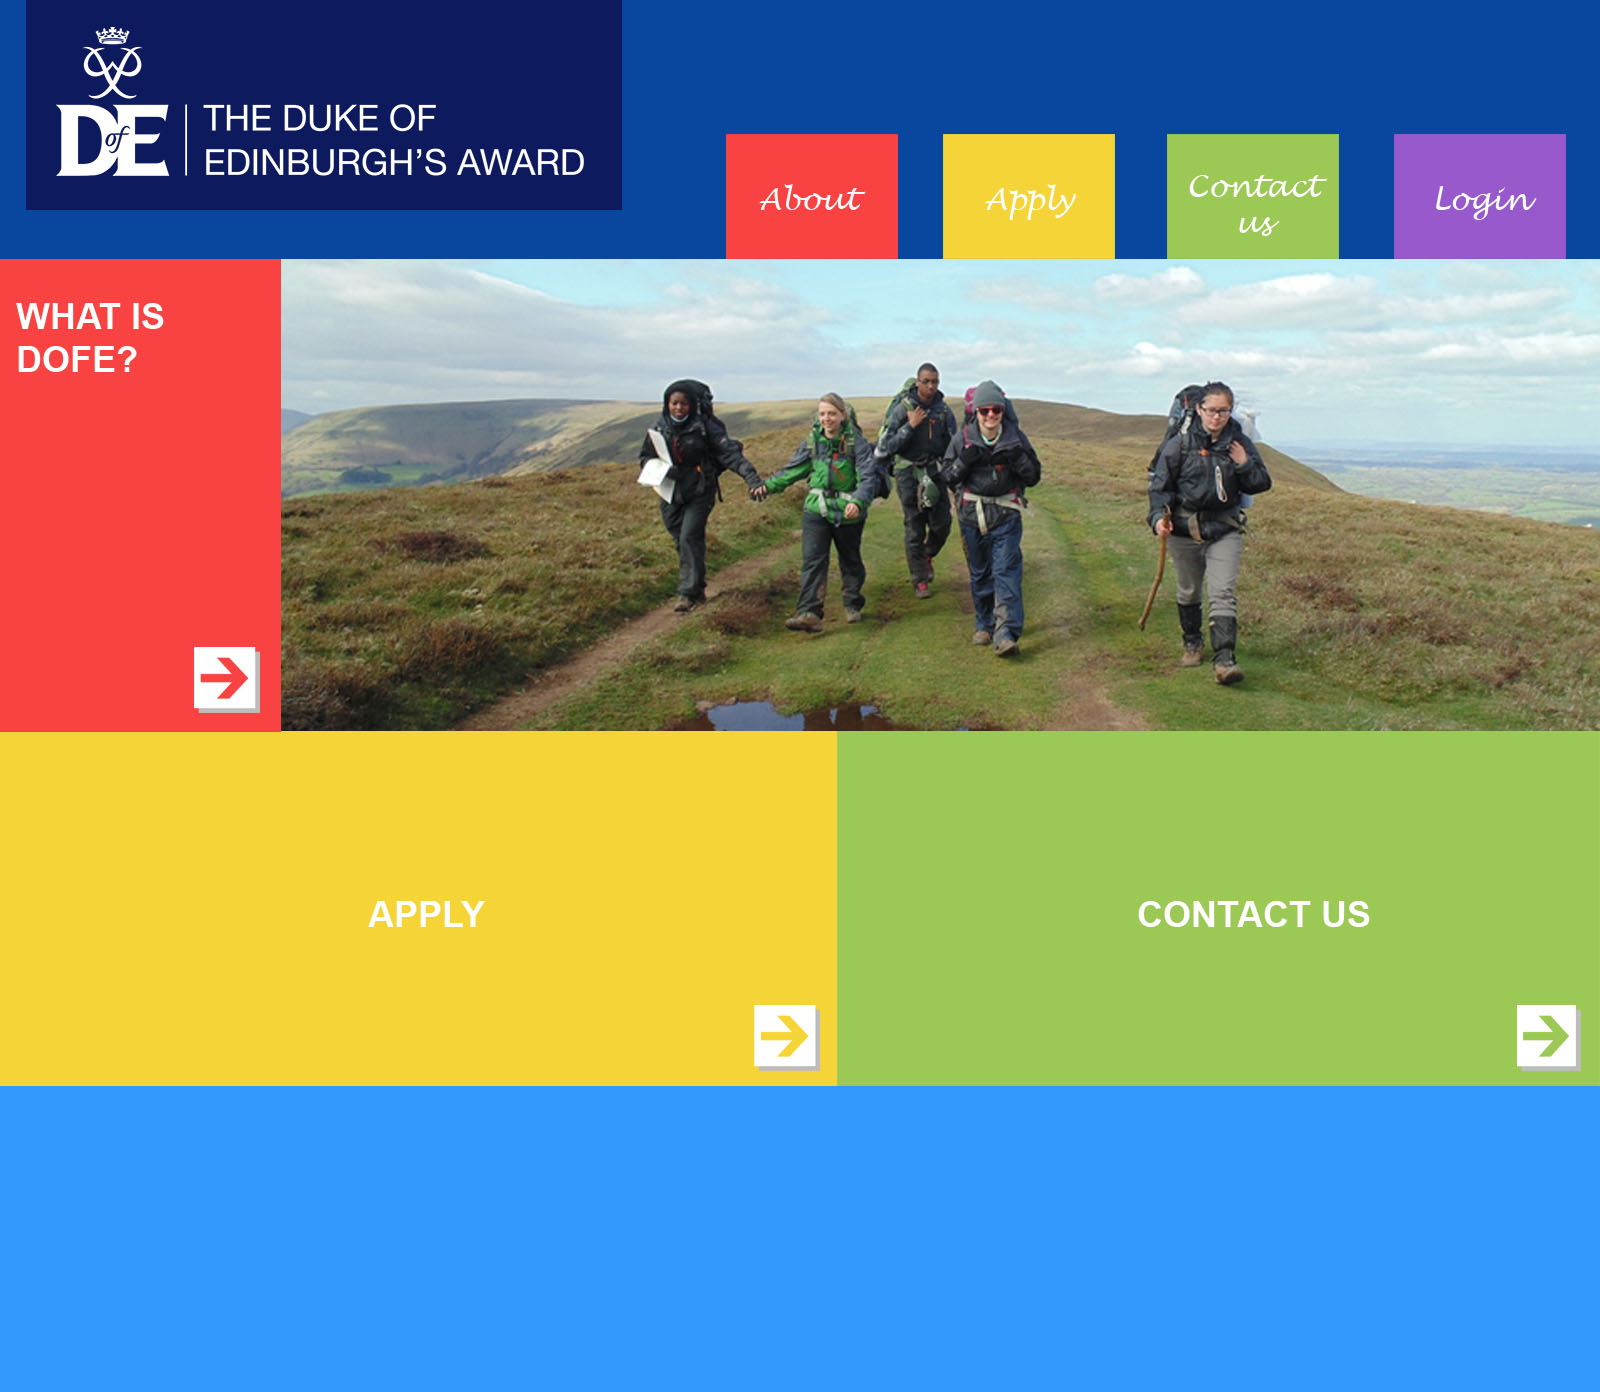 DofE
THE DUKE OF
EDINBURGH'S AWARD
About
Apply
Contact
us
Login
WHAT IS
DOFE?
APPLY
CONTACT US